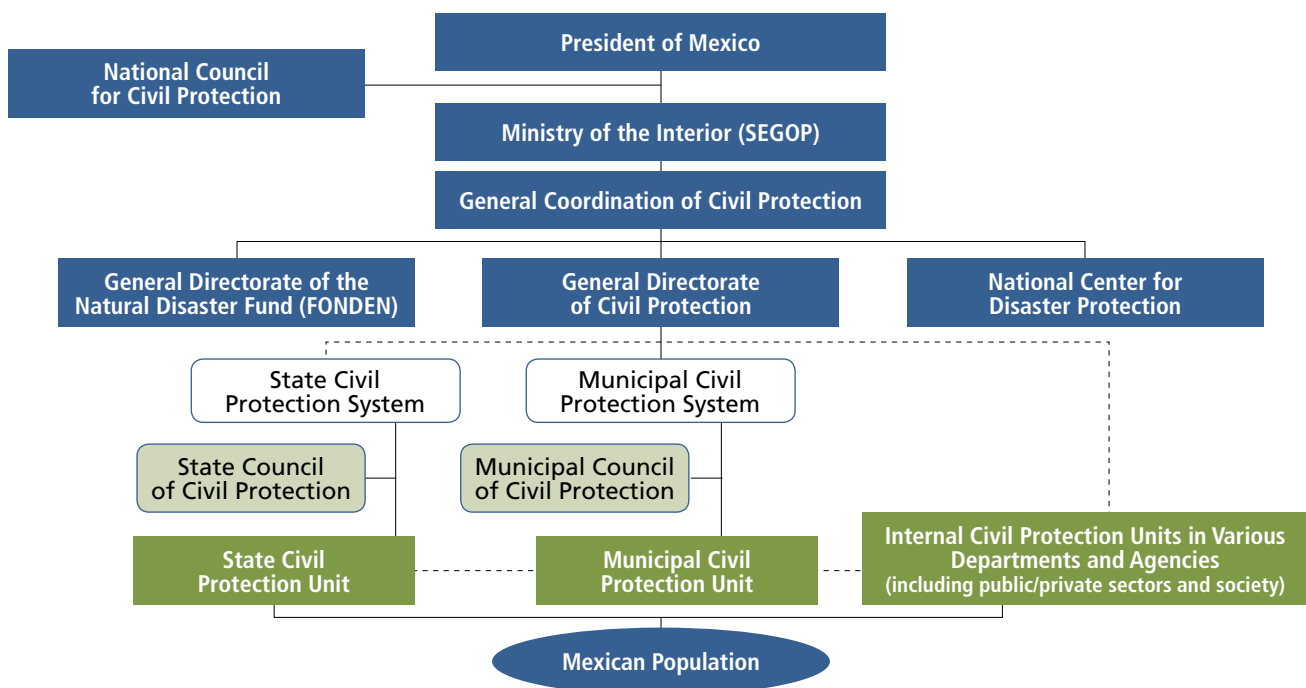 President of Mexico
National Council
for Civil Protection
Ministry of the Interior (SEGOP)
General Coordination of Civil Protection
General Directorate of the
Natural Disaster Fund (FONDEN)
General Directorate
of Civil Protection
National Center for
Disaster Protection
State Civil
Protection System
Municipal Civil
Protection System
State Council
of Civil Protection
Municipal Council
of Civil Protection
State Civil
Protection Unit
Municipal Civil
Protection Unit
Internal Civil Protection Units in Various
Departments and Agencies
(including public/private sectors and society)
Mexican Population